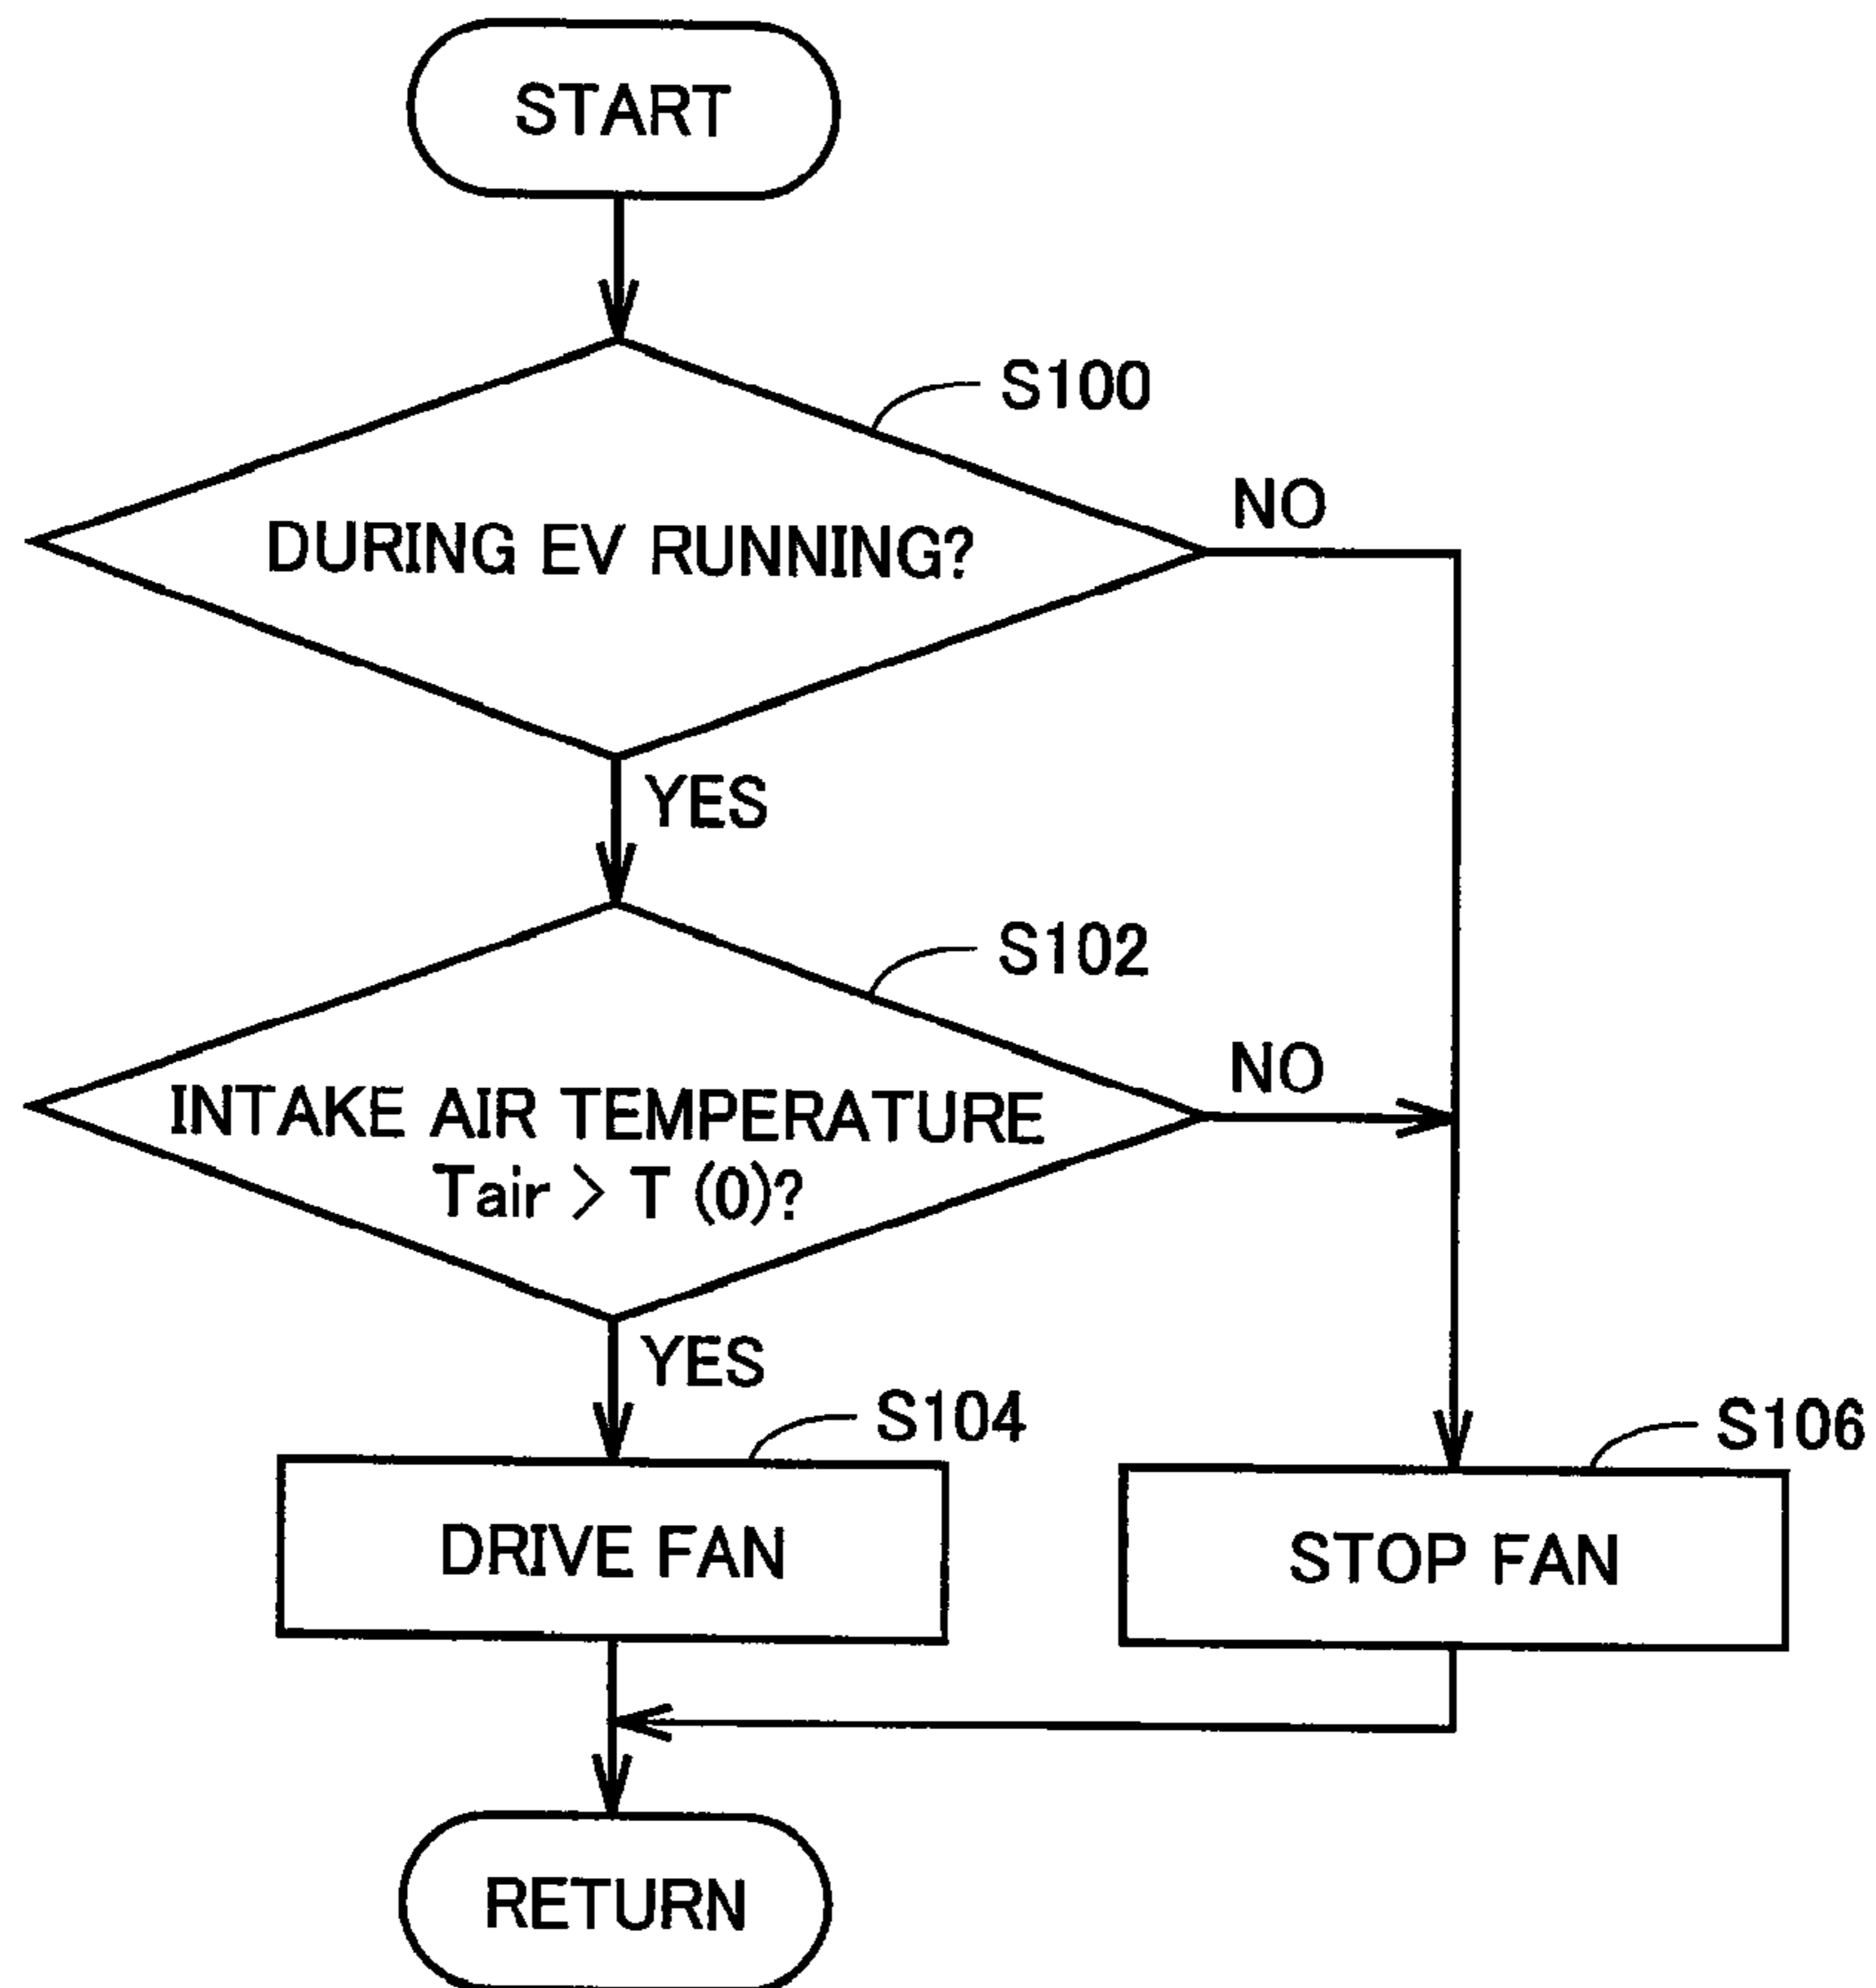 START
S100
DURING EV RUNNING?
NO
YES
S102
INTAKE AIR TEMPERATURE
Tair > T (0)?
NO
YES
S104
DRIVE FAN
S106
STOP FAN
RETURN